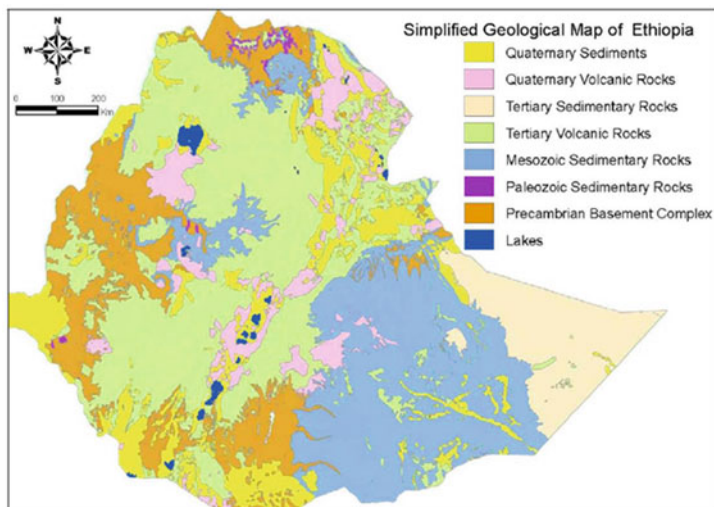 Simplified Geological Map of Ethiopia
N
W E
S
0 100 200
Km
Quaternary Sediments
Quaternary Volcanic Rocks
Tertiary Sedimentary Rocks
Tertiary Volcanic Rocks
Mesozoic Sedimentary Rocks
Paleozoic Sedimentary Rocks
Precambrian Basement Complex
Lakes